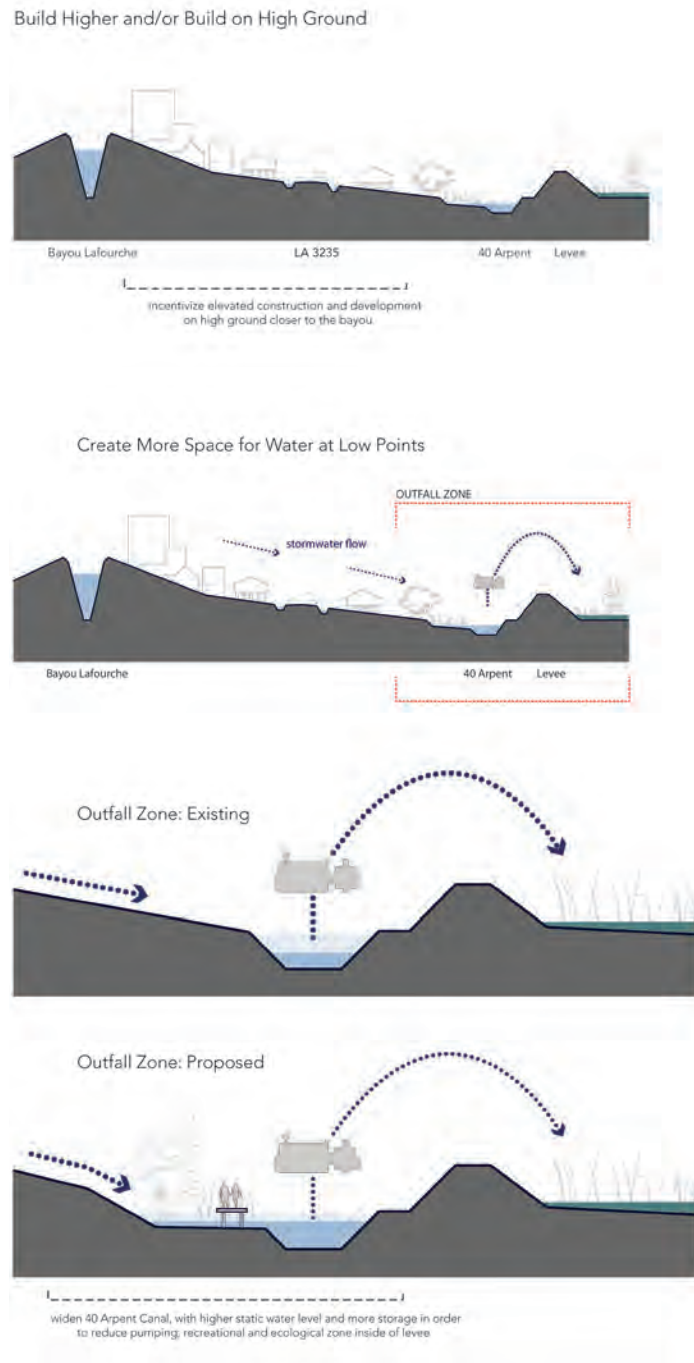 Build Higher and/or Build on High Ground
Bayou Lafourche
LA 3235
40 Arpent
Levee
incentivize elevated construction and development
on high ground closer to the bayou.
Create More Space for Water at Low Points
OUTFALL ZONE
stormwater flow
Bayou Lafourche
40 Arpent
Levee
Outfall Zone: Existing
Outfall Zone: Proposed
widen 40 Arpent Canal, with higher static water level and more storage in order
to reduce pumping; recreational and ecological zone inside of levee